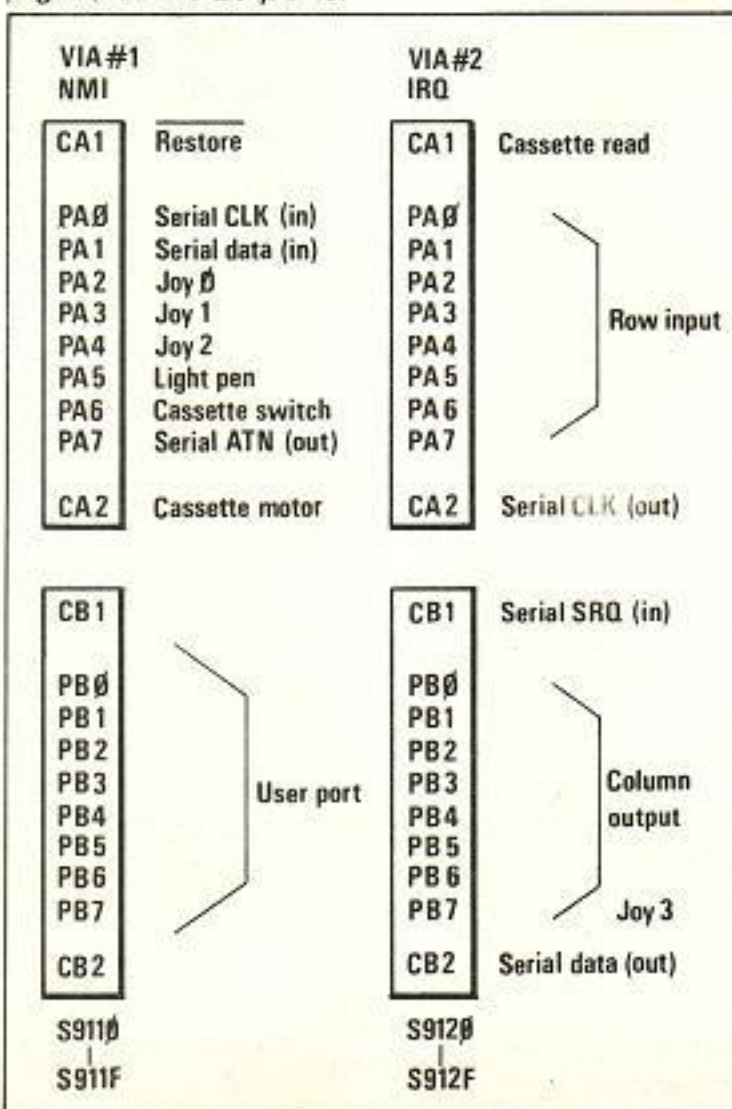 VIA#1
NMI
CA1 Restore
PAØ Serial CLK (in)
PA1 Serial data (in)
PA2 Joy Ø
PA3 Joy 1
PA4 Joy 2
PA5 Light pen
PA6 Cassette switch
PA7 Serial ATN (out)
CA2 Cassette motor
CB1
PBØ
PB1
PB2
PB3
PB4
PB5
PB6
PB7
User port
CB2
S911Ø
S911F
VIA#2
IRQ
CA1 Cassette read
PAØ
PA1
PA2
PA3
PA4
PA5
PA6
PA7
Row input
CA2 Serial CLK (out)
CB1 Serial SRQ (in)
PBØ
PB1
PB2
PB3
PB4
PB5
PB6
PB7 Joy 3
Column
output
CB2 Serial data (out)
S912Ø
S912F